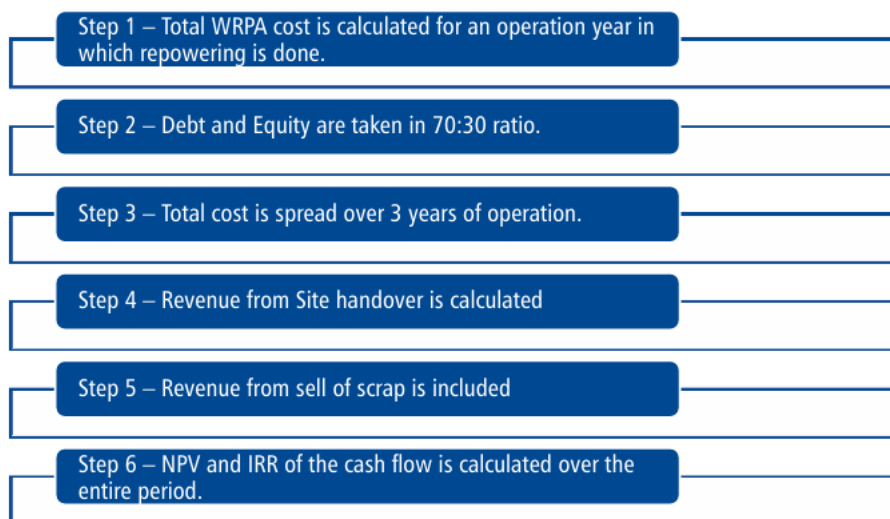 Step 1 – Total WRPA cost is calculated for an operation year in
which repowering is done.
Step 2 – Debt and Equity are taken in 70:30 ratio.
Step 3 – Total cost is spread over 3 years of operation.
Step 4 – Revenue from Site handover is calculated
Step 5 – Revenue from sell of scrap is included
Step 6 – NPV and IRR of the cash flow is calculated over the
entire period.